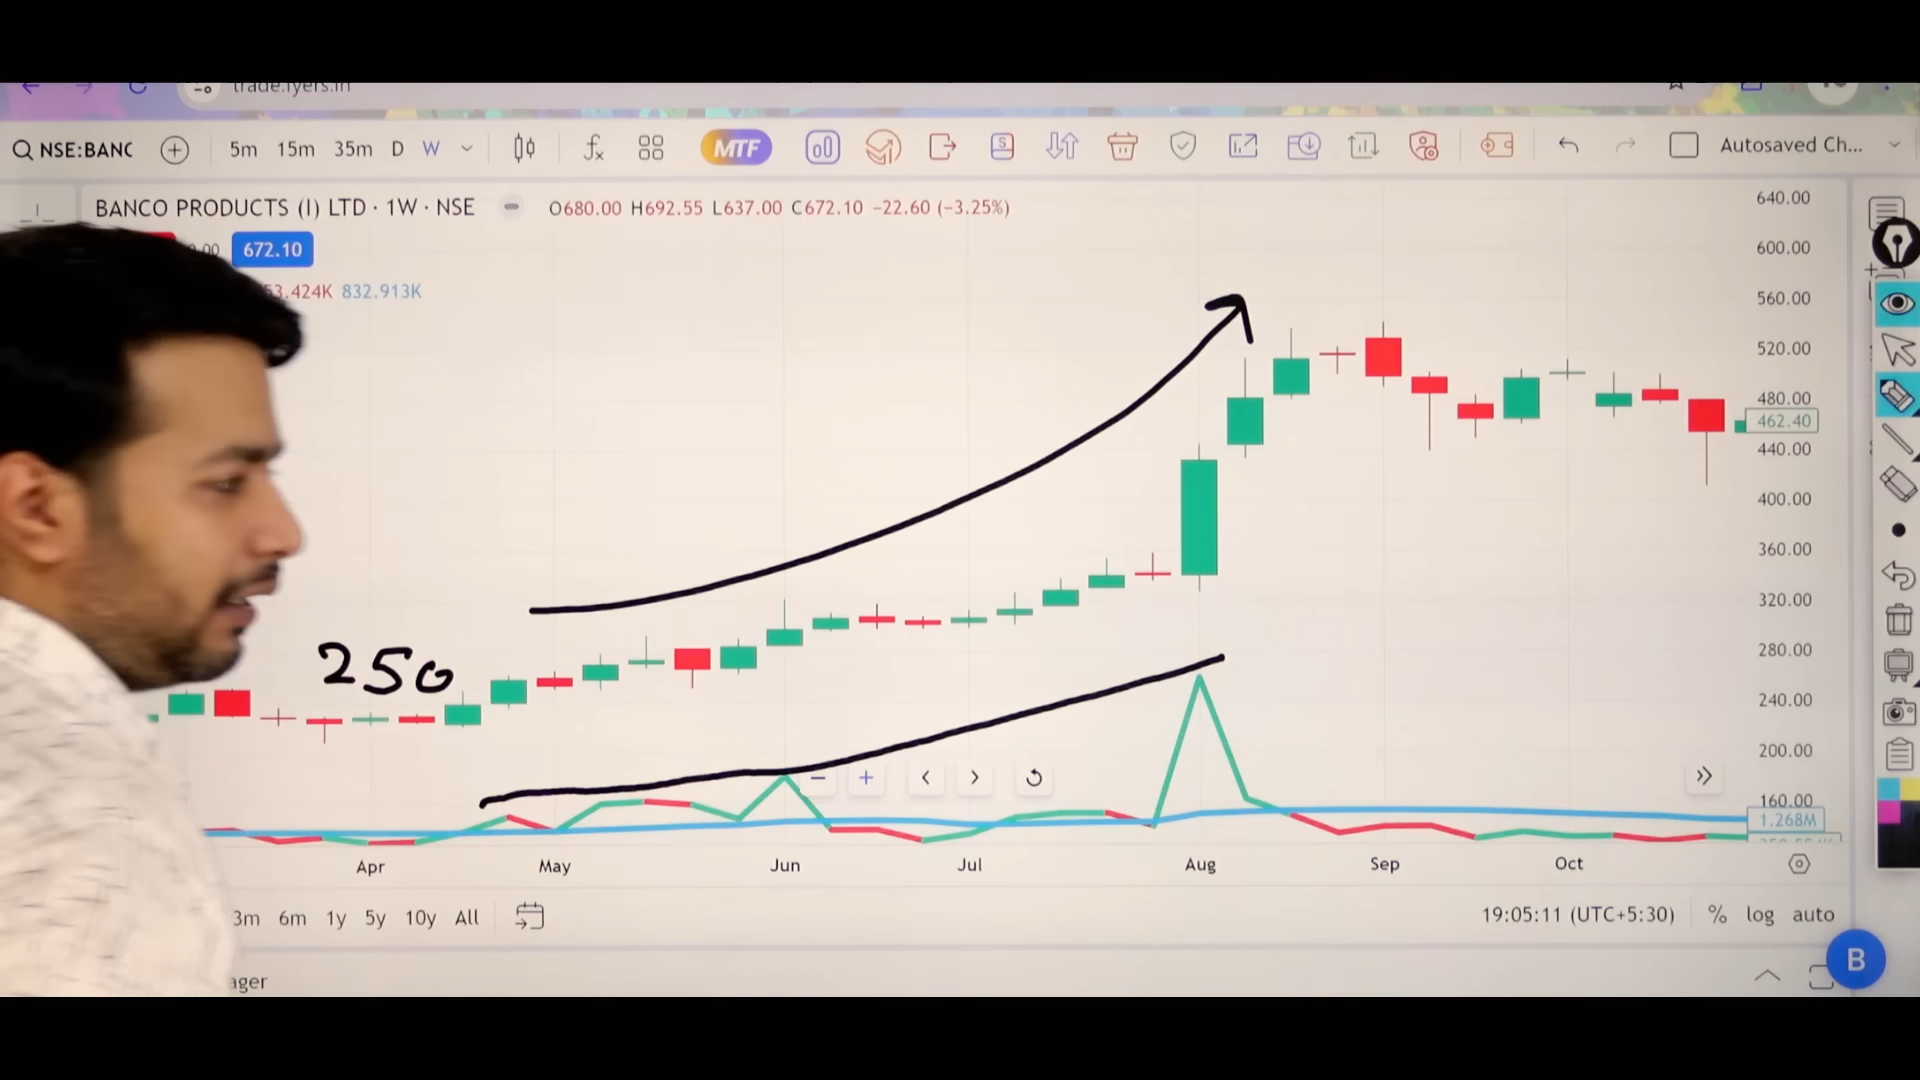 NSE:BANC 5m 15m 35m D W MTF Autosaved Ch...
BANCO PRODUCTS (I) LTD · 1W · NSE O680.00 H692.55 L637.00 C672.10 −22.60 (−3.25%)
672.10
53.424K 832.913K
640.00
600.00
560.00
520.00
480.00
462.40
440.00
400.00
360.00
320.00
280.00
250
240.00
200.00
160.00
1.268M
Apr May Jun Jul Aug Sep Oct
3m 6m 1y 5y 10y All 19:05:11 (UTC+5:30) % log auto
B
ager